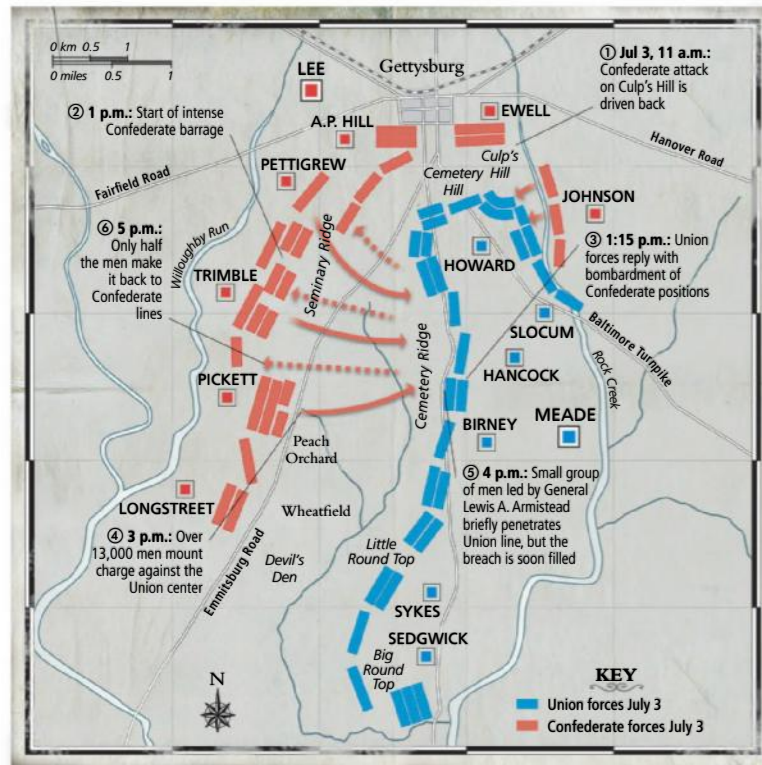 0 km 0.5 1
0 miles 0.5 1
LEE
Gettysburg
① Jul 3, 11 a.m.:
Confederate attack
on Culp's Hill is
driven back
② 1 p.m.: Start of intense
Confederate barrage
A.P. HILL
EWELL
Hanover Road
PETTIGREW
Fairfield Road
Culp's
Hill
Cemetery
Hill
JOHNSON
⑥ 5 p.m.:
Only half
the men make
it back to
Confederate
lines
Willoughby Run
Seminary Ridge
TRIMBLE
HOWARD
③ 1:15 p.m.: Union
forces reply with
bombardment of
Confederate positions
SLOCUM
Baltimore Turnpike
HANCOCK
Rock Creek
Cemetery Ridge
PICKETT
BIRNEY
MEADE
Peach
Orchard
⑤ 4 p.m.: Small group
of men led by General
Lewis A. Armistead
briefly penetrates
Union line, but the
breach is soon filled
LONGSTREET
Wheatfield
④ 3 p.m.: Over
13,000 men mount
charge against the
Union center
Emmitsburg Road
Devil's
Den
Little
Round Top
SYKES
SEDGWICK
Big
Round
Top
N
KEY
Union forces July 3
Confederate forces July 3